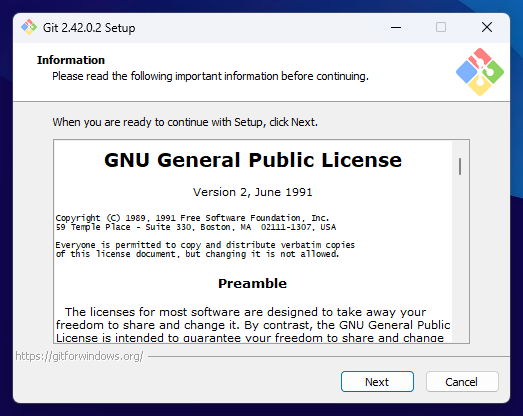 Git 2.42.0.2 Setup
Information
Please read the following important information before continuing.
When you are ready to continue with Setup, click Next.
GNU General Public License
Version 2, June 1991
Copyright (C) 1989, 1991 Free Software Foundation, Inc.
59 Temple Place - Suite 330, Boston, MA  02111-1307, USA
Everyone is permitted to copy and distribute verbatim copies
of this license document, but changing it is not allowed.
Preamble
The licenses for most software are designed to take away your
freedom to share and change it. By contrast, the GNU General Public
License is intended to guarantee your freedom to share and change
https://gitforwindows.org/
Next
Cancel